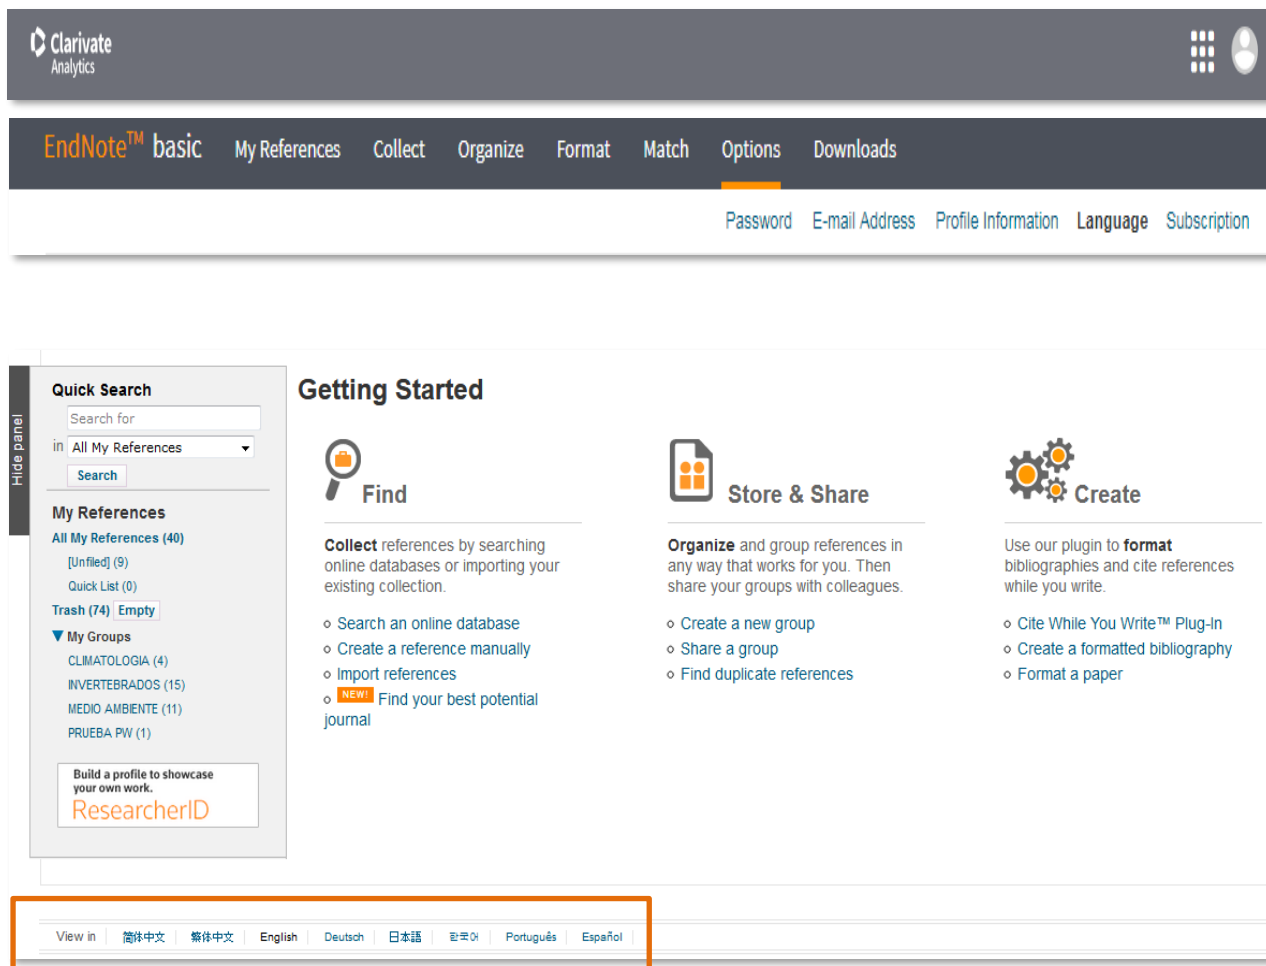 Clarivate
Analytics
EndNote™ basic My References Collect Organize Format Match Options Downloads
Password E-mail Address Profile Information Language Subscription
Hide panel
Quick Search
Search for
in All My References
Search
My References
All My References (40)
[Unfiled] (9)
Quick List (0)
Trash (74) Empty
My Groups
CLIMATOLOGIA (4)
INVERTEBRADOS (15)
MEDIO AMBIENTE (11)
PRUEBA PW (1)
Build a profile to showcase
your own work.
ResearcherID
Getting Started
Find
Collect references by searching
online databases or importing your
existing collection.
Search an online database
Create a reference manually
Import references
NEW! Find your best potential
journal
Store & Share
Organize and group references in
any way that works for you. Then
share your groups with colleagues.
Create a new group
Share a group
Find duplicate references
Create
Use our plugin to format
bibliographies and cite references
while you write.
Cite While You Write™ Plug-In
Create a formatted bibliography
Format a paper
View in 简体中文 繁体中文 English Deutsch 日本語 한국어 Português Español